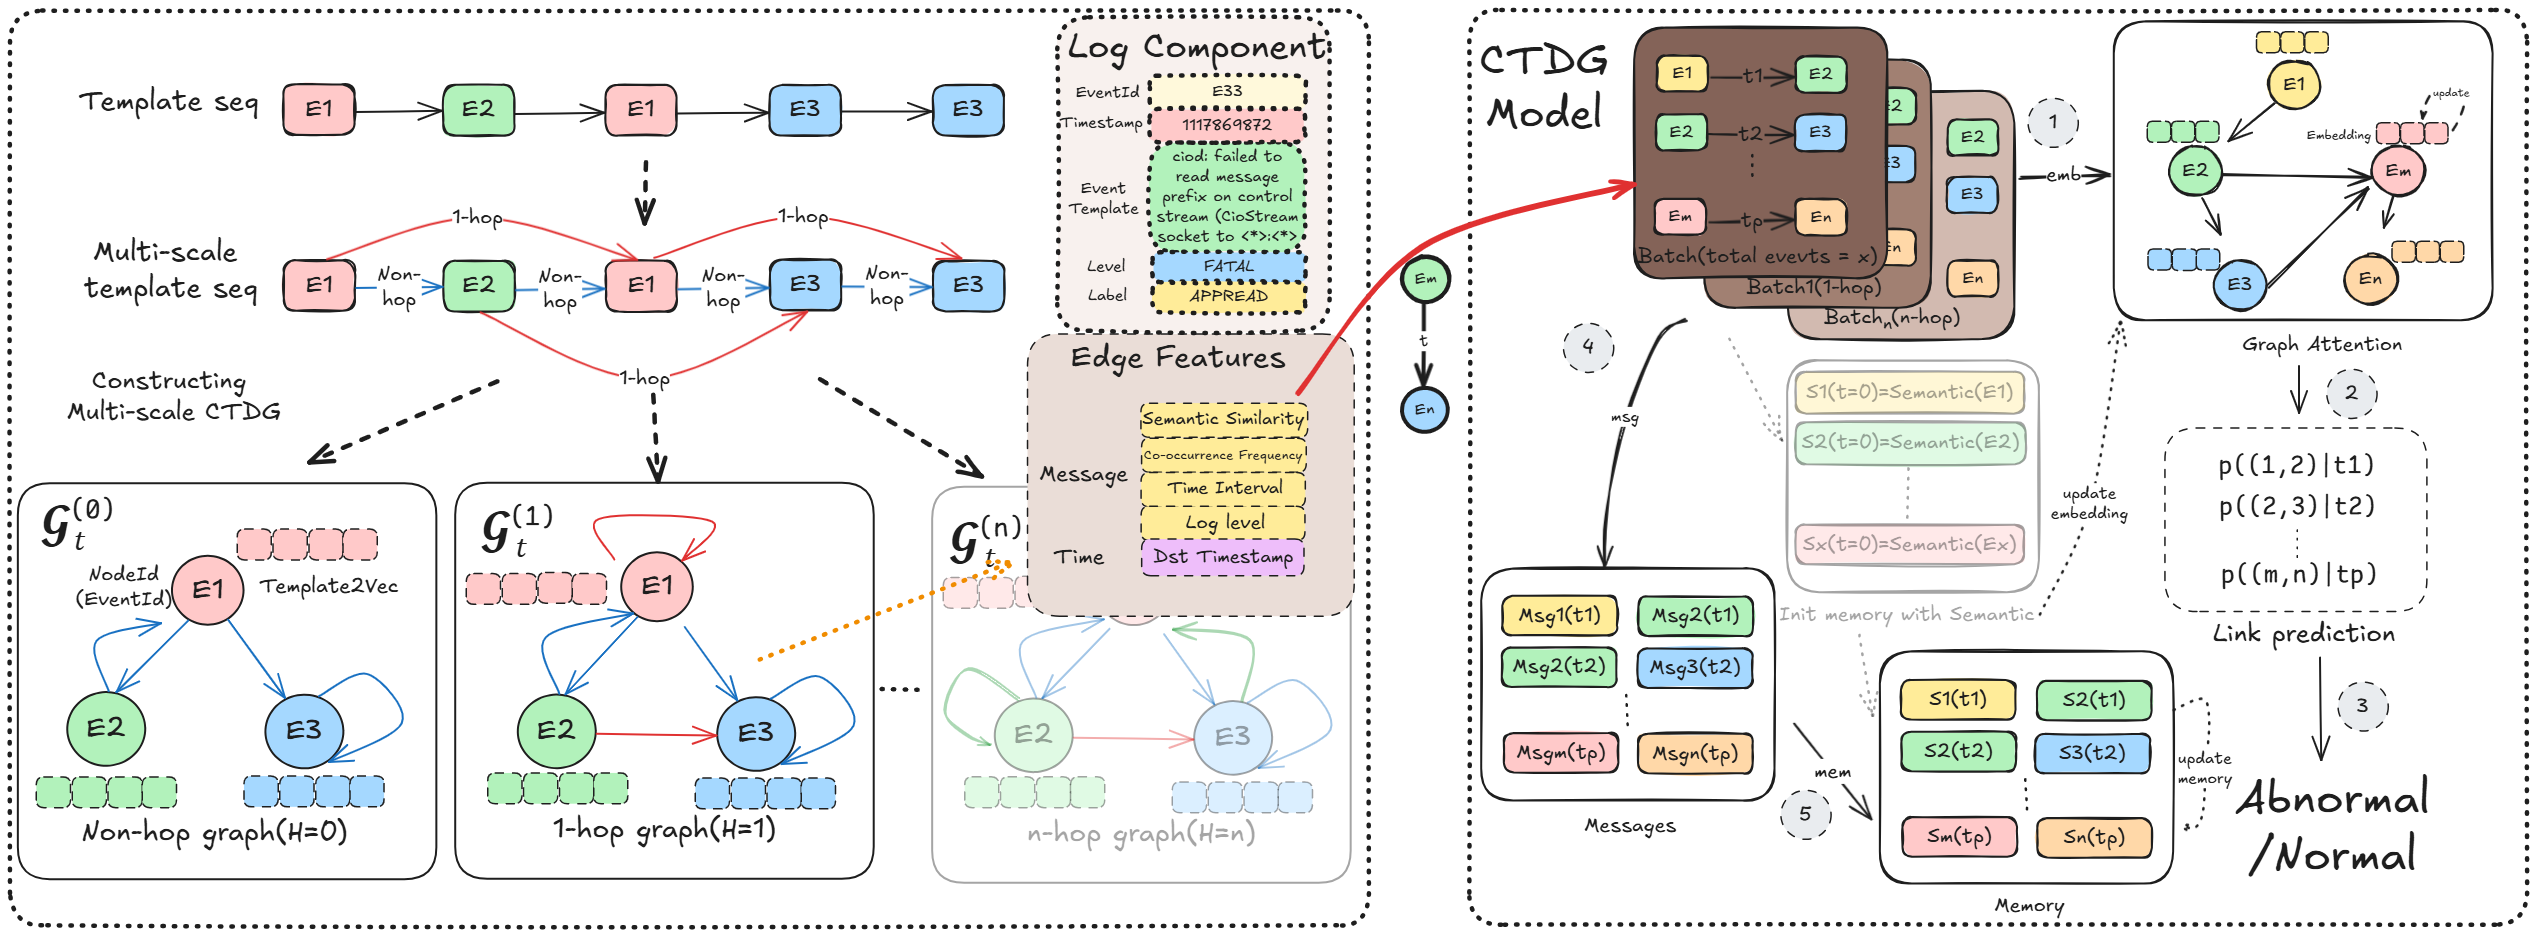 Template seq
E1
E2
E1
E3
E3
Multi-scale
template seq
1-hop
1-hop
E1
Non-
hop
E2
Non-
hop
E1
Non-
hop
E3
Non-
hop
E3
1-hop
Constructing
Multi-scale CTDG
Log Component
EventId
E33
Timestamp
1117869872
Event
Template
ciod: failed to
read message
prefix on control
stream (CioStream
socket to <*>:<*>
Level
FATAL
Label
APPREAD
Edge Features
Message
Semantic Similarity
Co-occurrence Frequency
Time Interval
Log level
Time
Dst Timestamp
𝒢t(0)
NodeId
(EventId)
E1
Template2Vec
E2
E3
Non-hop graph(H=0)
𝒢t(1)
E1
E2
E3
1-hop graph(H=1)
𝒢t(n)
E2
E3
n-hop graph(H=n)
Em
t
En
CTDG
Model
E1
t1
E2
E2
t2
E3
Em
tp
En
Batch(total evevts = x)
E2
E3
En
Batch1(1-hop)
E2
E3
En
Batchn(n-hop)
1
emb
E1
E2
Embedding
update
Em
E3
En
Graph Attention
2
p((1,2)|t1)
p((2,3)|t2)
p((m,n)|tp)
Link prediction
3
Abnormal
/Normal
4
msg
S1(t=0)=Semantic(E1)
S2(t=0)=Semantic(E2)
Sx(t=0)=Semantic(Ex)
Init memory with Semantic
update
embedding
Msg1(t1)
Msg2(t1)
Msg2(t2)
Msg3(t2)
Msgm(tp)
Msgn(tp)
Messages
mem
5
S1(t1)
S2(t1)
S2(t2)
S3(t2)
Sm(tp)
Sn(tp)
update
memory
Memory